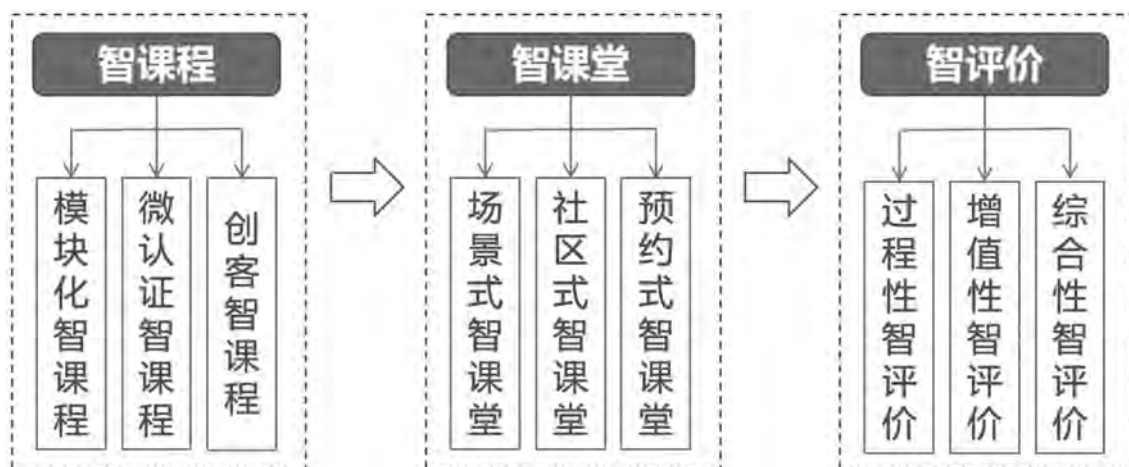 智课程
模块化智课程
微认证智课程
创客智课程
智课堂
场景式智课堂
社区式智课堂
预约式智课堂
智评价
过程性智评价
增值性智评价
综合性智评价